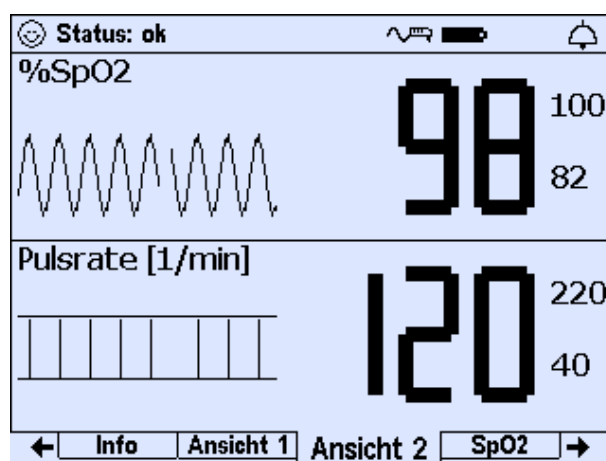 Status: ok
%SpO2
98
100
82
Pulsrate [1/min]
120
220
40
Info Ansicht 1 Ansicht 2 SpO2